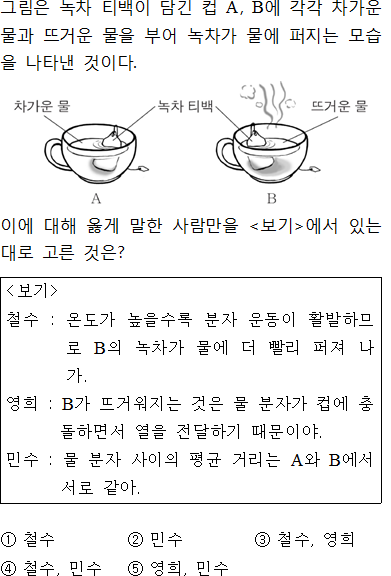 그림은 녹차 티백이 담긴 컵 A, B에 각각 차가운
물과 뜨거운 물을 부어 녹차가 물에 퍼지는 모습
을 나타낸 것이다.
차가운 물 녹차 티백 뜨거운 물
A B
이에 대해 옳게 말한 사람만을 <보기>에서 있는
대로 고른 것은?
<보기>
철수 : 온도가 높을수록 분자 운동이 활발하므
로 B의 녹차가 물에 더 빨리 퍼져 나
가.
영희 : B가 뜨거워지는 것은 물 분자가 컵에 충
돌하면서 열을 전달하기 때문이야.
민수 : 물 분자 사이의 평균 거리는 A와 B에서
서로 같아.
① 철수 ② 민수 ③ 철수, 영희
④ 철수, 민수 ⑤ 영희, 민수